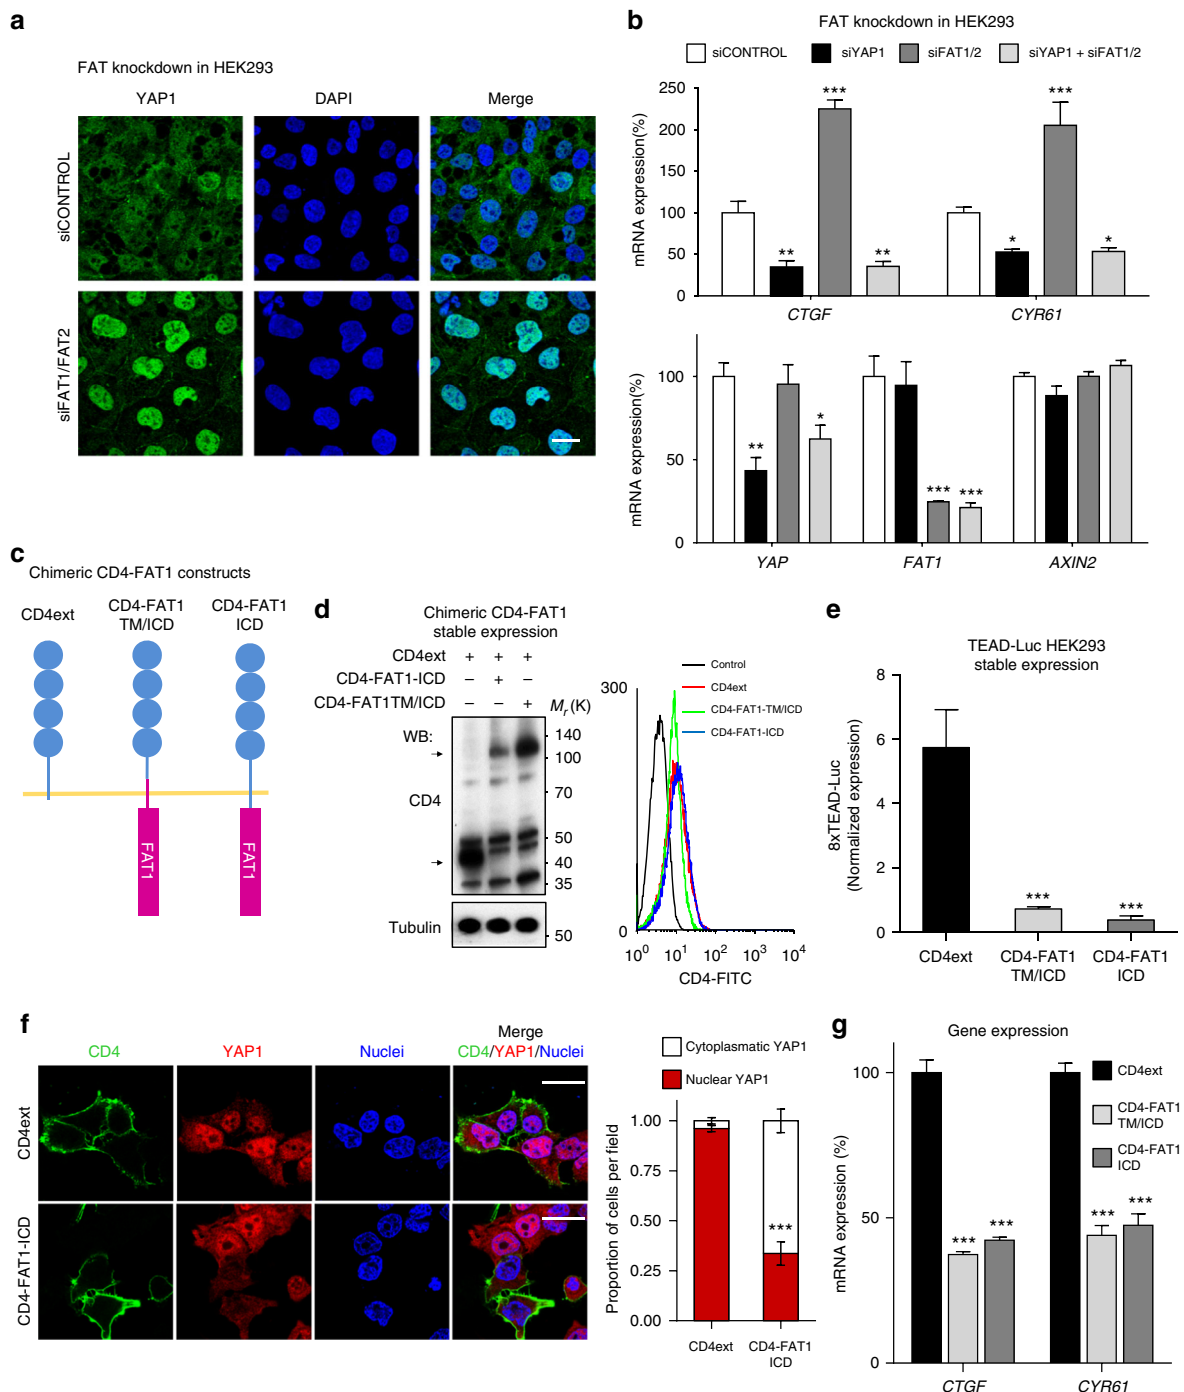 a
FAT knockdown in HEK293
YAP1 DAPI Merge
siCONTROL
siFAT1/FAT2
b
FAT knockdown in HEK293
siCONTROL siYAP1 siFAT1/2 siYAP1 + siFAT1/2
mRNA expression(%)
250
200
150
100
50
0
*** ***
** ** * *
CTGF CYR61
mRNA expression(%)
100
50
0
** * *** ***
YAP FAT1 AXIN2
c
Chimeric CD4-FAT1 constructs
CD4ext
CD4-FAT1 TM/ICD
CD4-FAT1 ICD
FAT1
FAT1
d
Chimeric CD4-FAT1
stable expression
CD4ext + + +
CD4-FAT1-ICD – + –
CD4-FAT1TM/ICD – – +
Mr (K)
WB:
CD4
140
100
70
50
40
35
Tubulin
50
Control
CD4ext
CD4-FAT1-TM/ICD
CD4-FAT1-ICD
300
0
10⁰ 10¹ 10² 10³ 10⁴
CD4-FITC
e
TEAD-Luc HEK293
stable expression
8xTEAD-Luc
(Normalized expression)
8
6
4
2
0
*** ***
CD4ext
CD4-FAT1 TM/ICD
CD4-FAT1 ICD
f
CD4 YAP1 Nuclei
Merge
CD4/YAP1/Nuclei
CD4ext
CD4-FAT1-ICD
Cytoplasmatic YAP1
Nuclear YAP1
Proportion of cells per field
1.00
0.75
0.50
0.25
0.00
***
CD4ext
CD4-FAT1 ICD
g
Gene expression
CD4ext
CD4-FAT1
TM/ICD
CD4-FAT1
ICD
mRNA expression (%)
100
50
0
*** *** *** ***
CTGF CYR61